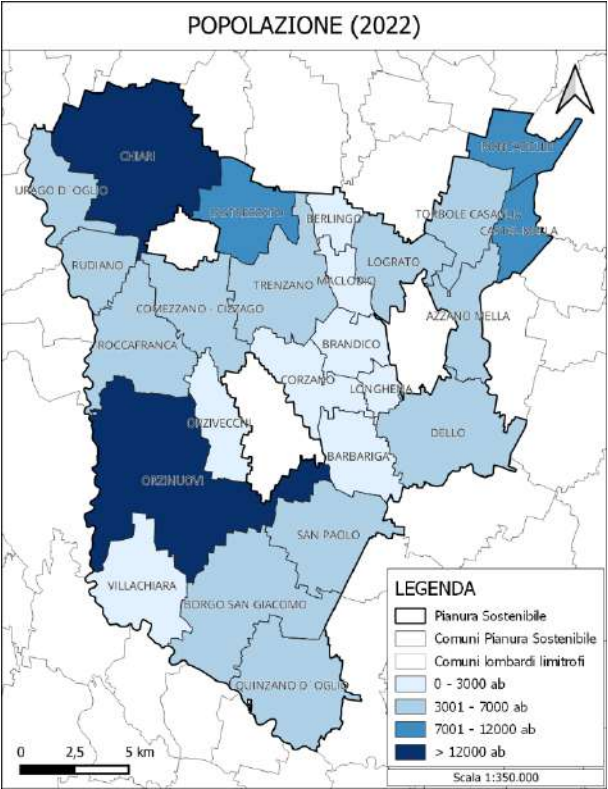 POPOLAZIONE (2022)
CHIARI
RONCADELLE
URAGO D' OGLIO
CASTREZZATO
BERLINGO
TORBOLE CASAGLIA
CASTEL MELLA
RUDIANO
LOGRATO
TRENZANO
MACLODIO
COMEZZANO - CIZZAGO
AZZANO MELLA
ROCCAFRANCA
BRANDICO
CORZANO
LONGHENA
ORZIVECCHI
DELLO
BARBARIGA
ORZINUOVI
SAN PAOLO
VILLACHIARA
BORGO SAN GIACOMO
QUINZANO D' OGLIO
LEGENDA
Pianura Sostenibile
Comuni Pianura Sostenibile
Comuni lombardi limitrofi
0 - 3000 ab
3001 - 7000 ab
7001 - 12000 ab
> 12000 ab
0 2,5 5 km
Scala 1:350.000